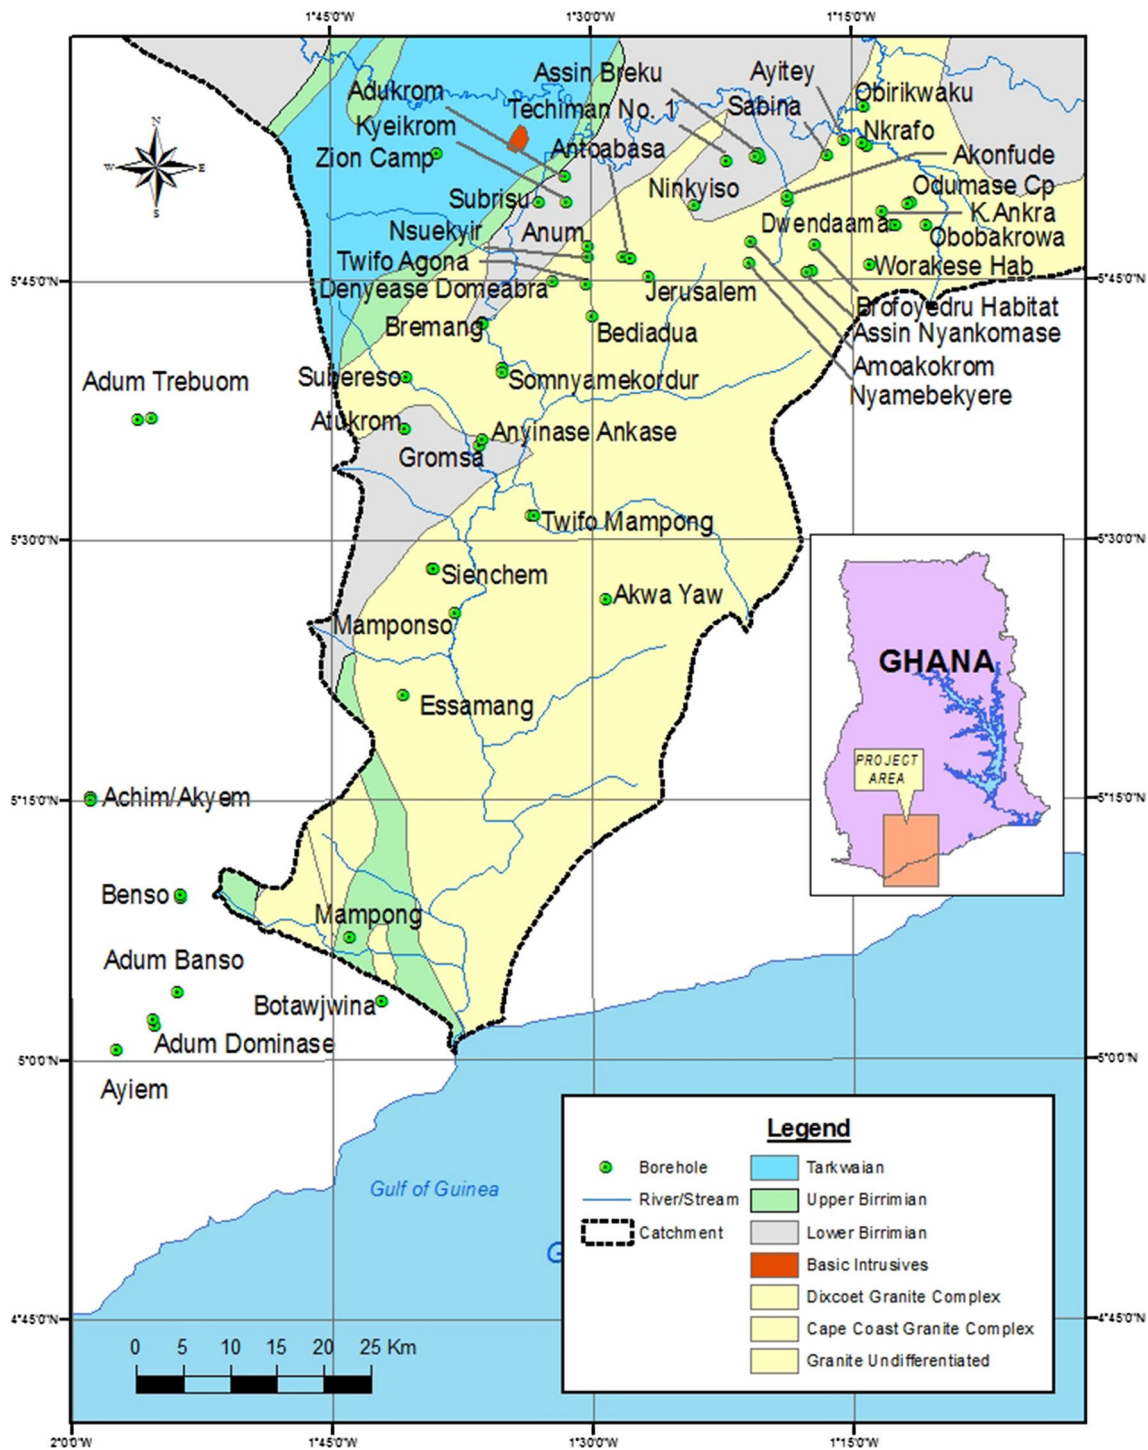 1°45'0"W 1°30'0"W 1°15'0"W
Assin Breku
Ayitey
Adukrom
Techiman No. 1
Sabina
Obirikwaku
N
Kyeikrom
Nkrafo
Zion Camp
Antoabasa
Akonfude
W E
S
Subrisu
Ninkyiso
Odumase Cp
K.Ankra
Nsuekyir
Anum
Dwendaama
Obobakrowa
Twifo Agona
Worakese Hab
5°45'0"N 5°45'0"N
Denyease Domeabra
Jerusalem
Brofoyedru Habitat
Bremang
Bediadua
Assin Nyankomase
Amoakokrom
Adum Trebuom
Subereso
Somnyamekordur
Nyamebekyere
Atukrom
Anyinase Ankase
Gromsa
Twifo Mampong
5°30'0"N 5°30'0"N
Sienchem
Akwa Yaw
Mamponso
GHANA
Essamang
PROJECT
AREA
5°15'0"N 5°15'0"N
Achim/Akyem
Benso
Mampong
Adum Banso
Botawjwina
Adum Dominase
5°0'0"N 5°0'0"N
Ayiem
Legend
Borehole
River/Stream
Catchment
Tarkwaian
Upper Birrimian
Lower Birrimian
Basic Intrusives
Dixcoet Granite Complex
Cape Coast Granite Complex
Granite Undifferentiated
Gulf of Guinea
G
4°45'0"N 4°45'0"N
0 5 10 15 20 25 Km
2°0'0"W 1°45'0"W 1°30'0"W 1°15'0"W